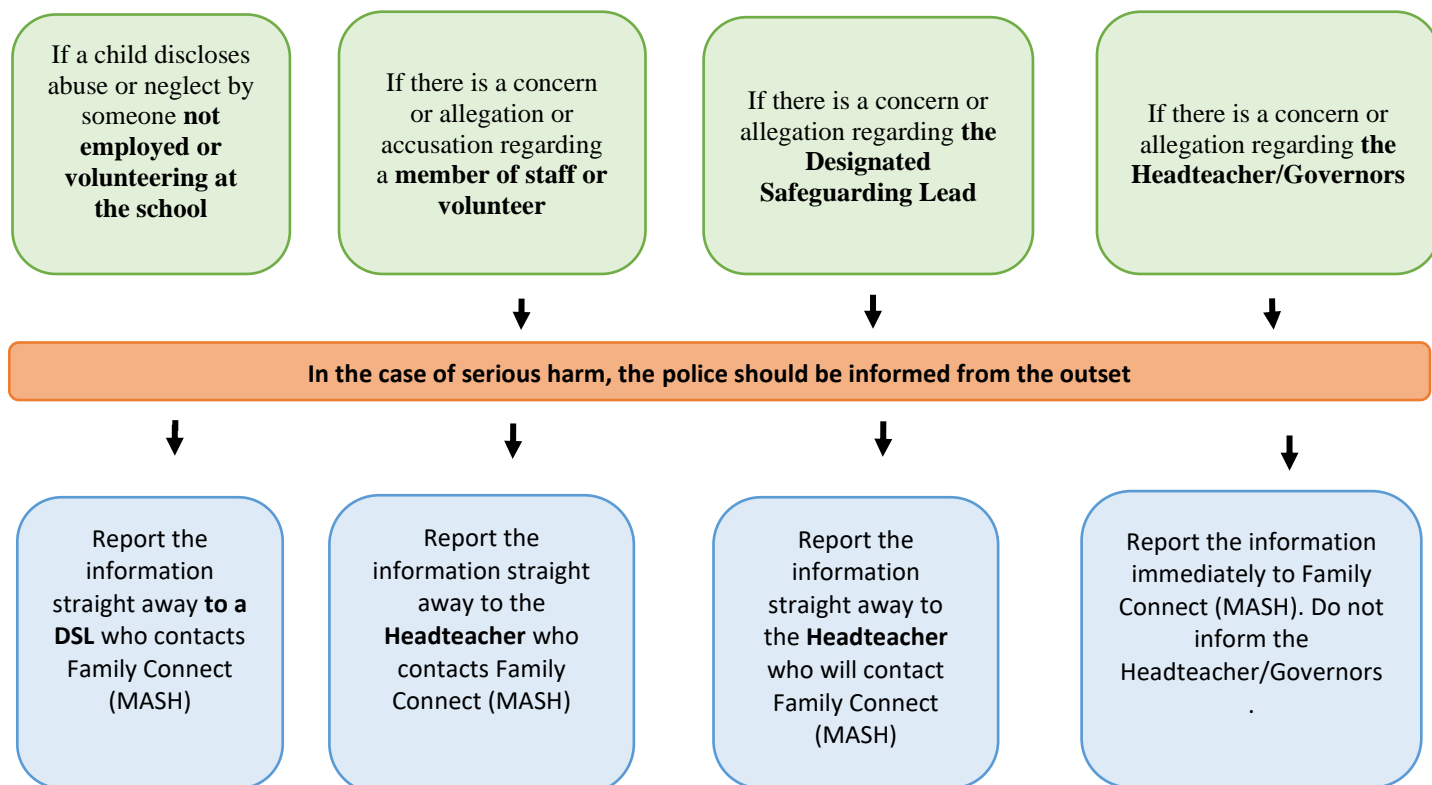 If a child discloses
abuse or neglect by
someone not
employed or
volunteering at
the school
If there is a concern
or allegation or
accusation regarding
a member of staff or
volunteer
If there is a concern or
allegation regarding the
Designated
Safeguarding Lead
If there is a concern or
allegation regarding the
Headteacher/Governors
In the case of serious harm, the police should be informed from the outset
Report the
information
straight away to a
DSL who contacts
Family Connect
(MASH)
Report the
information straight
away to the
Headteacher who
contacts Family
Connect (MASH)
Report the
information
straight away to
the Headteacher
who will contact
Family Connect
(MASH)
Report the information
immediately to Family
Connect (MASH). Do not
inform the
Headteacher/Governors
.